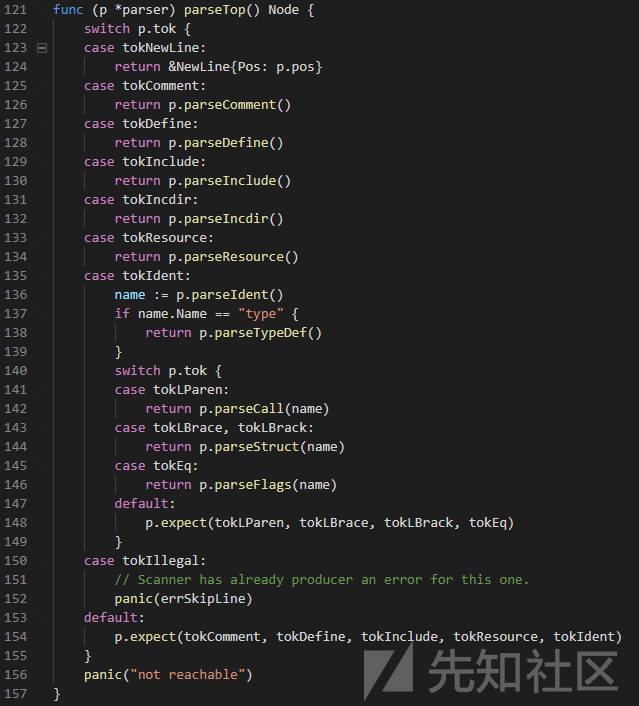 121 func (p *parser) parseTop() Node {
122     switch p.tok {
123     case tokNewLine:
124         return &NewLine{Pos: p.pos}
125     case tokComment:
126         return p.parseComment()
127     case tokDefine:
128         return p.parseDefine()
129     case tokInclude:
130         return p.parseInclude()
131     case tokIncdir:
132         return p.parseIncdir()
133     case tokResource:
134         return p.parseResource()
135     case tokIdent:
136         name := p.parseIdent()
137         if name.Name == "type" {
138             return p.parseTypeDef()
139         }
140         switch p.tok {
141         case tokLParen:
142             return p.parseCall(name)
143         case tokLBrace, tokLBrack:
144             return p.parseStruct(name)
145         case tokEq:
146             return p.parseFlags(name)
147         default:
148             p.expect(tokLParen, tokLBrace, tokLBrack, tokEq)
149         }
150     case tokIllegal:
151         // Scanner has already producer an error for this one.
152         panic(errSkipLine)
153     default:
154         p.expect(tokComment, tokDefine, tokInclude, tokResource, tokIdent)
155     }
156     panic("not reachable")
157 }
先知社区